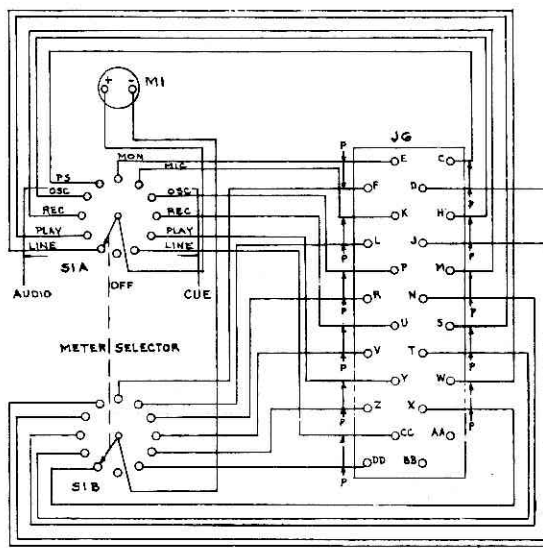 M1
+ -
J6
P E C
MON
MIC
PS
OSC
REC
PLAY
LINE
S1A
OFF
OSC
REC
PLAY
LINE
AUDIO
CUE
METER SELECTOR
S1B
F D
P
K H
P P
L J
P M
P P
R N
U S
P P
V T
P P
Y W
P P
Z X
P P
CC AA
DD BB
P